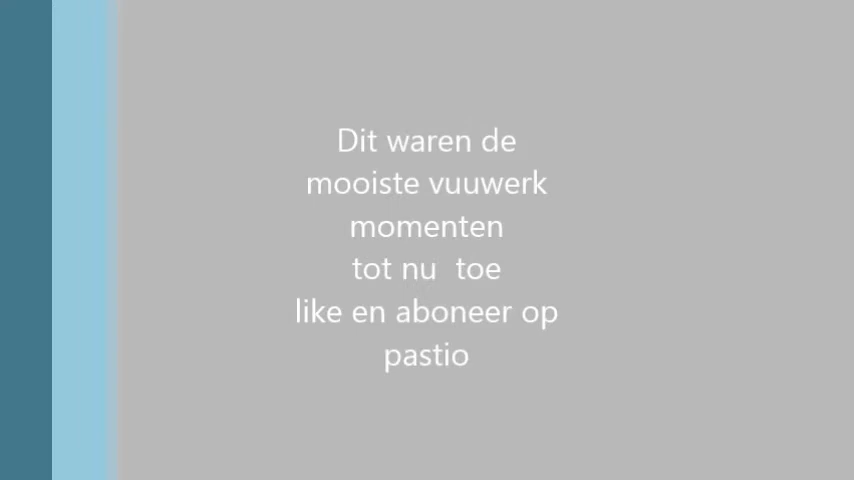 Dit waren de
mooiste vuuwerk
momenten
tot nu  toe
like en aboneer op
pastio